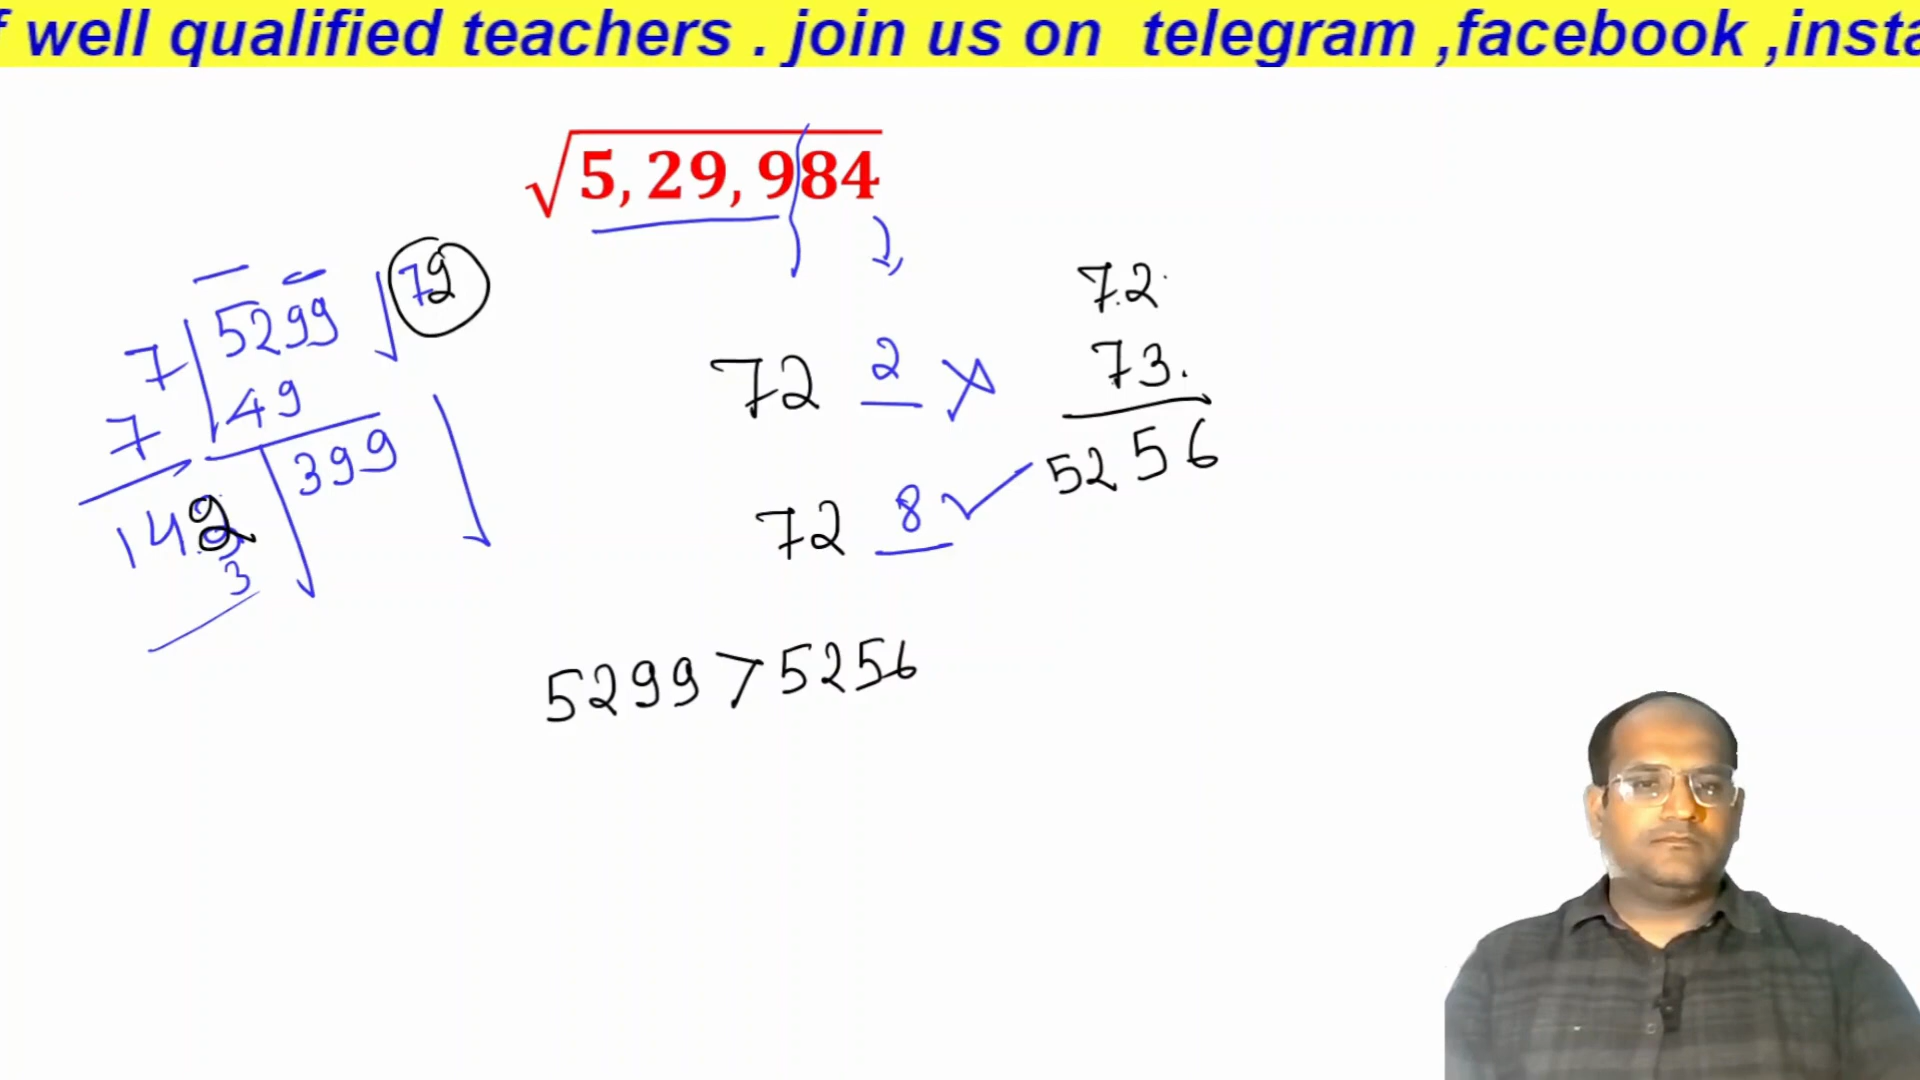 f well qualified teachers . join us on telegram ,facebook ,insta
√5,29,984
7 5299 72
7 49
142 399
3
72 2 ×
72 8 ✓
72
73.
5256
5299 > 5256